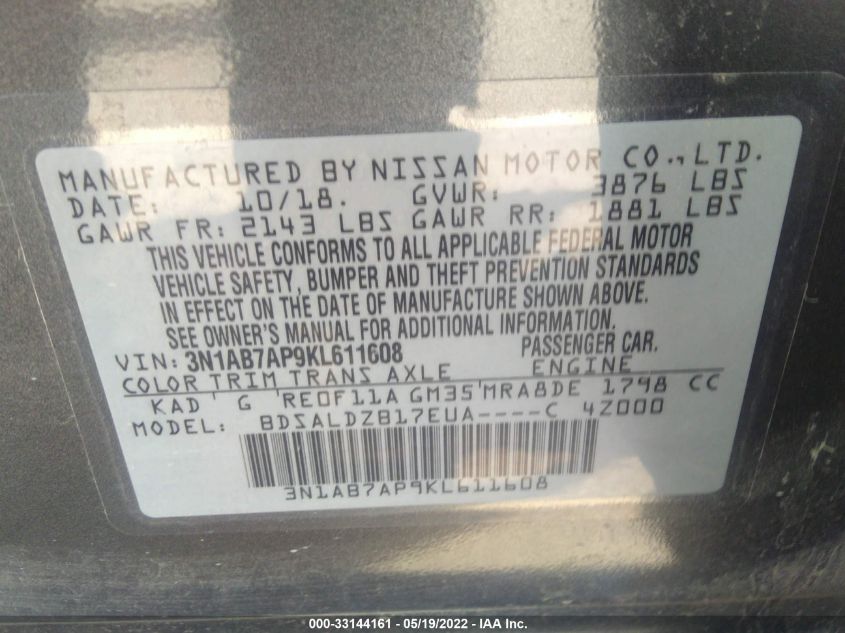 MANUFACTURED BY NISSAN MOTOR CO.,LTD.
DATE: 10/18. GVWR: 3876 LBS
GAWR FR: 2143 LBS GAWR RR: 1881 LBS
THIS VEHICLE CONFORMS TO ALL APPLICABLE FEDERAL MOTOR
VEHICLE SAFETY, BUMPER AND THEFT PREVENTION STANDARDS
IN EFFECT ON THE DATE OF MANUFACTURE SHOWN ABOVE.
SEE OWNER'S MANUAL FOR ADDITIONAL INFORMATION.
VIN: 3N1AB7AP9KL611608 PASSENGER CAR.
COLOR TRIM TRANS AXLE ENGINE
KAD ' G 'RE0F11A GM35'MRA8DE 1798 CC
MODEL: BDSALDZB17EUA----C 4Z000
3N1AB7AP9KL611608
000-33144161 - 05/19/2022 - IAA Inc.